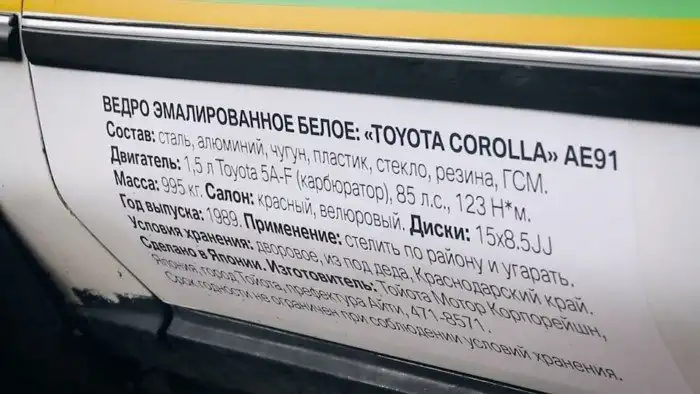 ВЕДРО ЭМАЛИРОВАННОЕ БЕЛОЕ: «TOYOTA COROLLA» AE91
Состав: сталь, алюминий, чугун, пластик, стекло, резина, ГСМ.
Двигатель: 1,5 л Toyota 5A-F (карбюратор), 85 л.с., 123 Н*м.
Масса: 995 кг. Салон: красный, велюровый. Диски: 15x8.5JJ
Год выпуска: 1989. Применение: стелить по району и угарать.
Условия хранения: дворовое, из под деда, Краснодарский край.
Сделано в Японии. Изготовитель: Тойота Мотор Корпорейшн,
Япония, город Тойота, префектура Айти, 471-8571.
Срок годности не ограничен при соблюдении условий хранения.